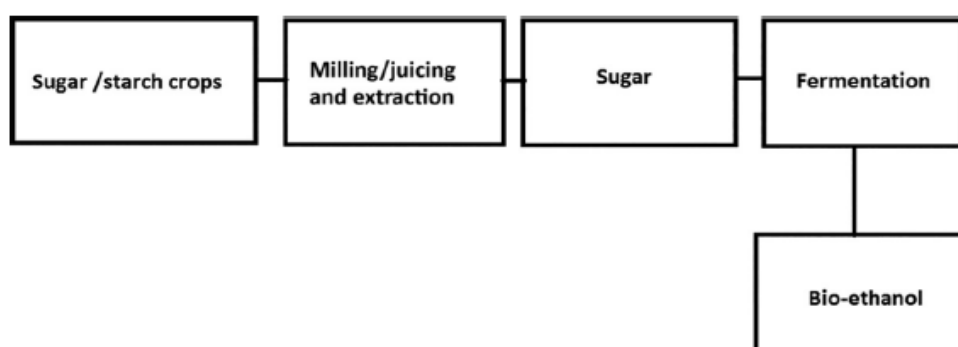 Sugar /starch crops
Milling/juicing
and extraction
Sugar
Fermentation
Bio-ethanol